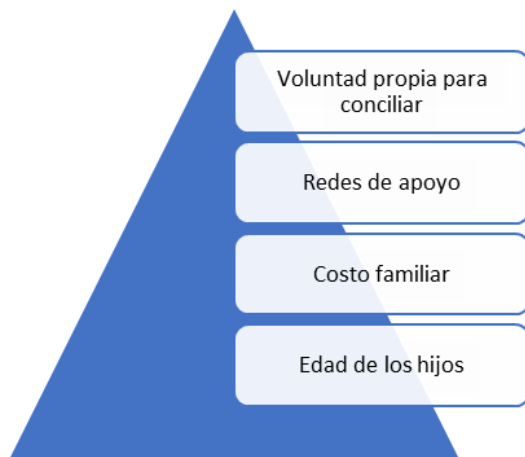 Voluntad propia para
conciliar
Redes de apoyo
Costo familiar
Edad de los hijos